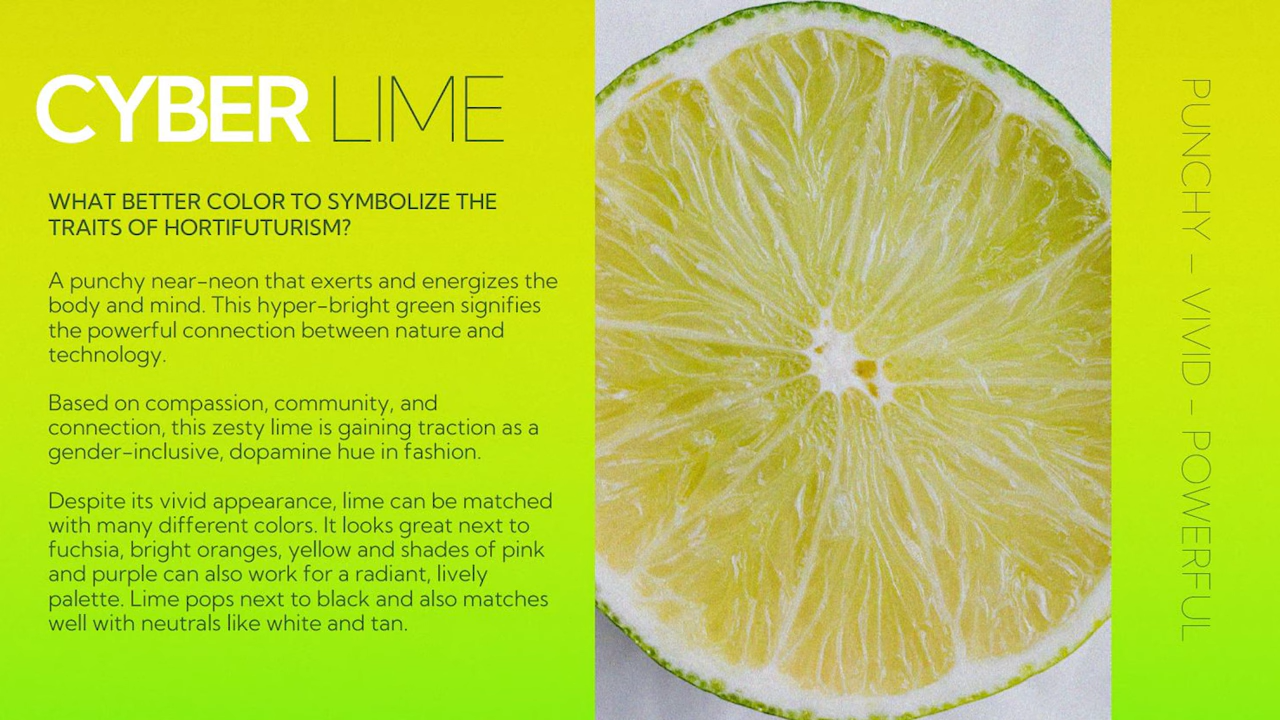 CYBER LIME
WHAT BETTER COLOR TO SYMBOLIZE THE
TRAITS OF HORTIFUTURISM?
A punchy near-neon that exerts and energizes the
body and mind. This hyper-bright green signifies
the powerful connection between nature and
technology.
Based on compassion, community, and
connection, this zesty lime is gaining traction as a
gender-inclusive, dopamine hue in fashion.
Despite its vivid appearance, lime can be matched
with many different colors. It looks great next to
fuchsia, bright oranges, yellow and shades of pink
and purple can also work for a radiant, lively
palette. Lime pops next to black and also matches
well with neutrals like white and tan.
PUNCHY – VIVID - POWERFUL